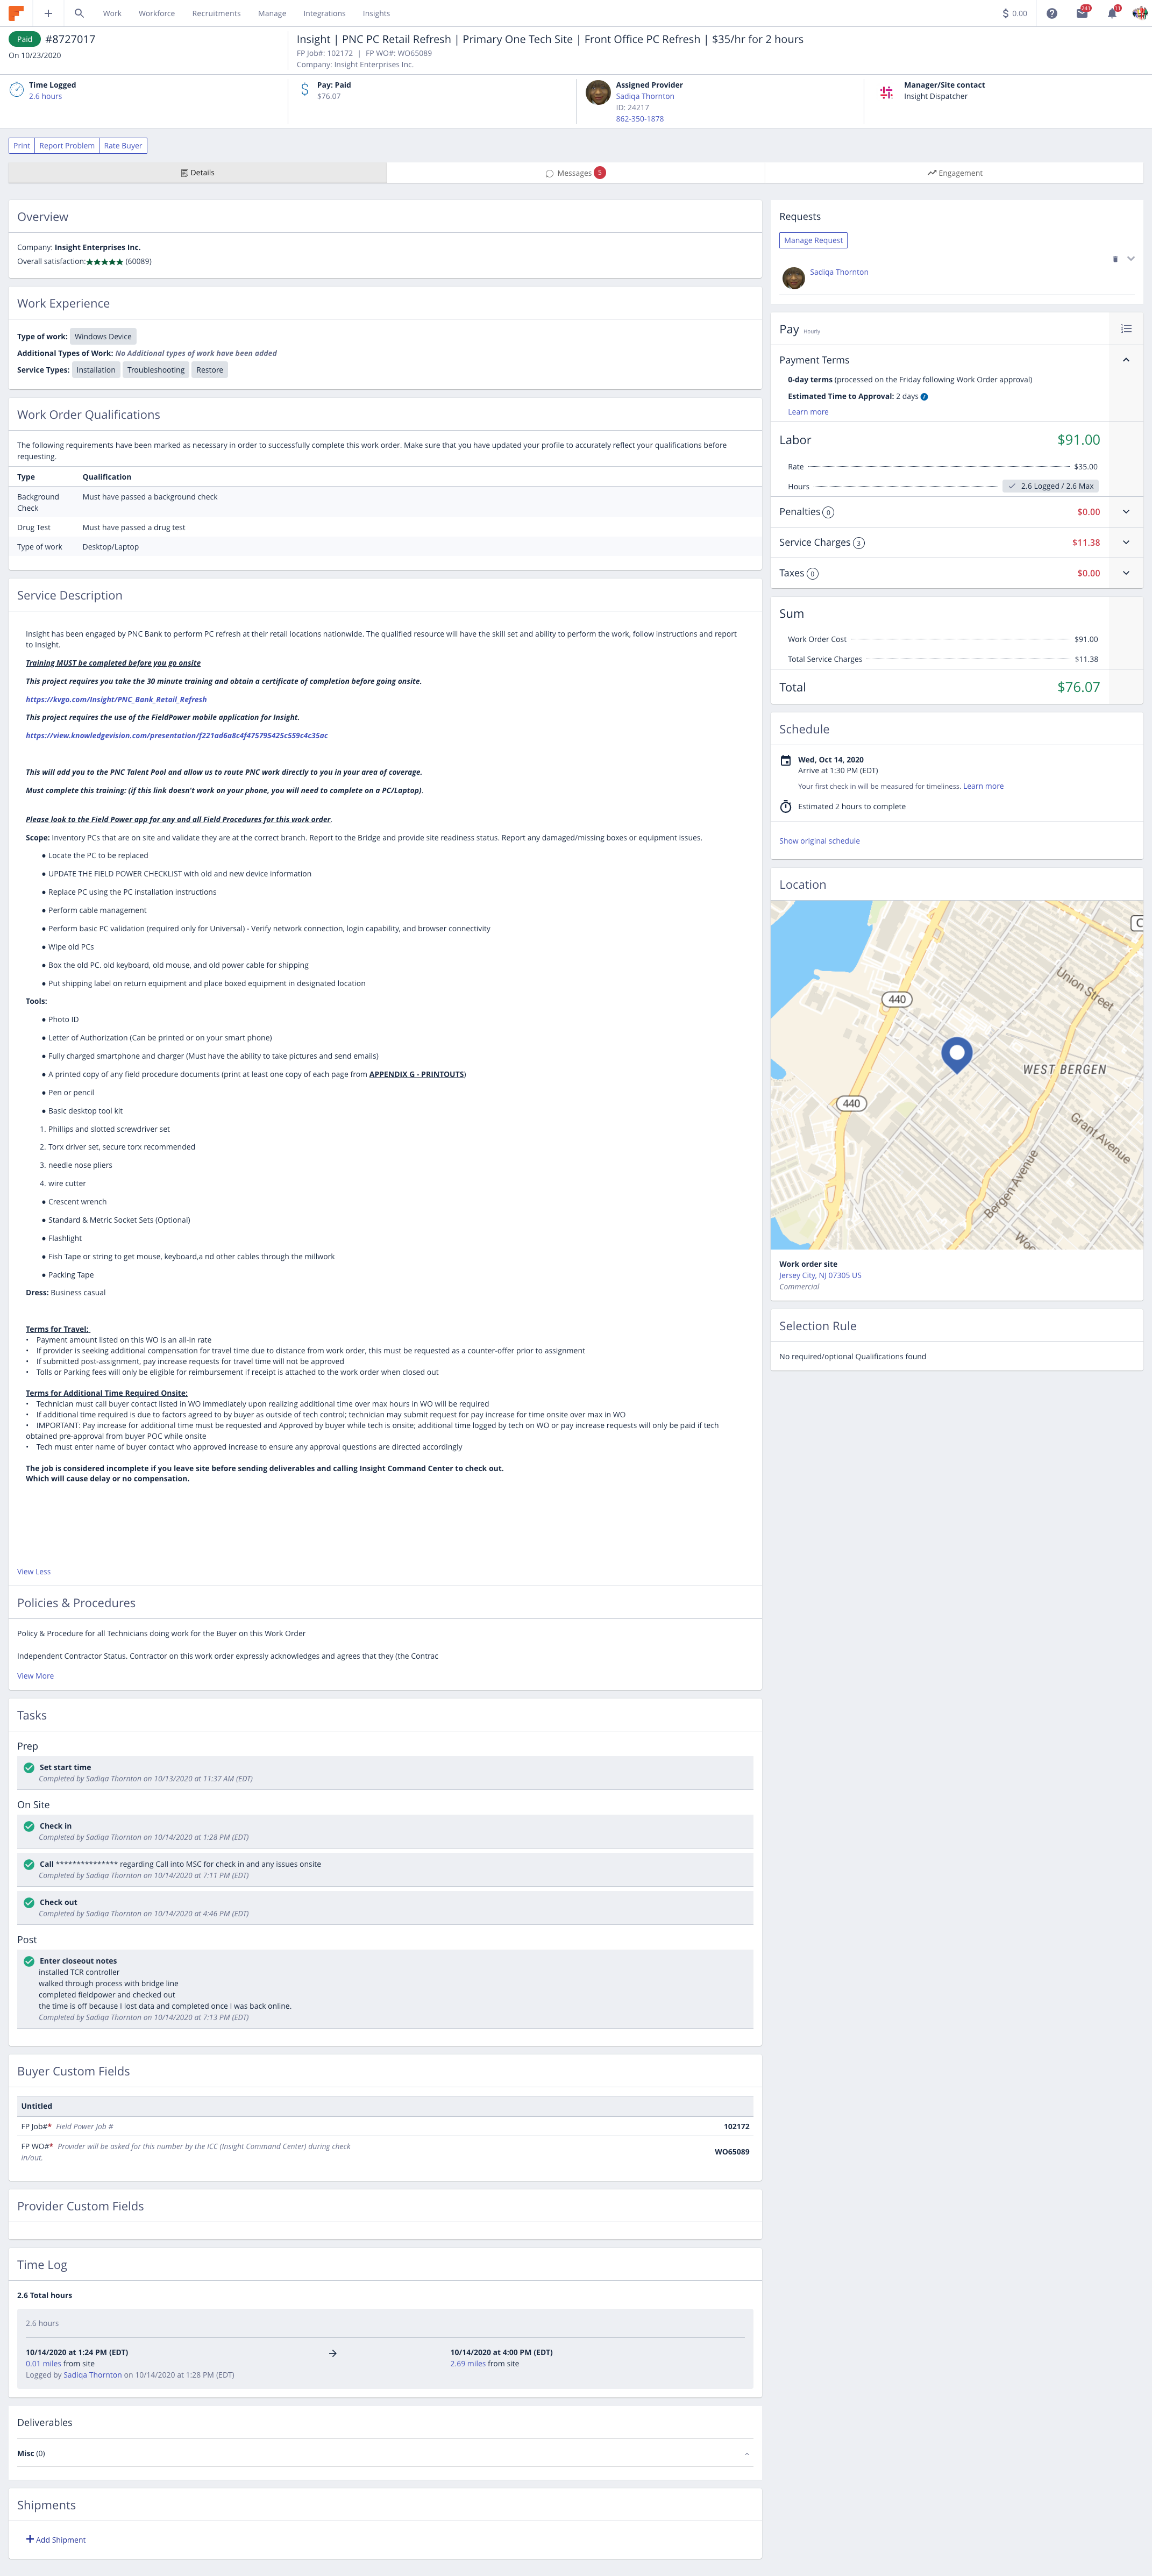 Work Workforce Recruitments Manage Integrations Insights
$ 0.00
241
11
Paid #8727017
On 10/23/2020
Insight | PNC PC Retail Refresh | Primary One Tech Site | Front Office PC Refresh | $35/hr for 2 hours
FP Job#: 102172 | FP WO#: WO65089
Company: Insight Enterprises Inc.
Time Logged
2.6 hours
Pay: Paid
$76.07
Assigned Provider
Sadiqa Thornton
ID: 24217
862-350-1878
Manager/Site contact
Insight Dispatcher
Print
Report Problem
Rate Buyer
Details
Messages 5
Engagement
Overview
Company: Insight Enterprises Inc.
Overall satisfaction:★★★★★ (60089)
Work Experience
Type of work: Windows Device
Additional Types of Work: No Additional types of work have been added
Service Types: Installation Troubleshooting Restore
Work Order Qualifications
The following requirements have been marked as necessary in order to successfully complete this work order. Make sure that you have updated your profile to accurately reflect your qualifications before
requesting.
Type Qualification
Background Must have passed a background check
Check
Drug Test Must have passed a drug test
Type of work Desktop/Laptop
Service Description
Insight has been engaged by PNC Bank to perform PC refresh at their retail locations nationwide. The qualified resource will have the skill set and ability to perform the work, follow instructions and report
to Insight.
Training MUST be completed before you go onsite
This project requires you take the 30 minute training and obtain a certificate of completion before going onsite.
https://kvgo.com/Insight/PNC_Bank_Retail_Refresh
This project requires the use of the FieldPower mobile application for Insight.
https://view.knowledgevision.com/presentation/f221ad6a8c4f475795425c559c4c35ac
This will add you to the PNC Talent Pool and allow us to route PNC work directly to you in your area of coverage.
Must complete this training: (if this link doesn't work on your phone, you will need to complete on a PC/Laptop).
Please look to the Field Power app for any and all Field Procedures for this work order.
Scope: Inventory PCs that are on site and validate they are at the correct branch. Report to the Bridge and provide site readiness status. Report any damaged/missing boxes or equipment issues.
● Locate the PC to be replaced
● UPDATE THE FIELD POWER CHECKLIST with old and new device information
● Replace PC using the PC installation instructions
● Perform cable management
● Perform basic PC validation (required only for Universal) - Verify network connection, login capability, and browser connectivity
● Wipe old PCs
● Box the old PC. old keyboard, old mouse, and old power cable for shipping
● Put shipping label on return equipment and place boxed equipment in designated location
Tools:
● Photo ID
● Letter of Authorization (Can be printed or on your smart phone)
● Fully charged smartphone and charger (Must have the ability to take pictures and send emails)
● A printed copy of any field procedure documents (print at least one copy of each page from APPENDIX G - PRINTOUTS)
● Pen or pencil
● Basic desktop tool kit
1. Phillips and slotted screwdriver set
2. Torx driver set, secure torx recommended
3. needle nose pliers
4. wire cutter
● Crescent wrench
● Standard & Metric Socket Sets (Optional)
● Flashlight
● Fish Tape or string to get mouse, keyboard,a nd other cables through the millwork
● Packing Tape
Dress: Business casual
Terms for Travel:
• Payment amount listed on this WO is an all-in rate
• If provider is seeking additional compensation for travel time due to distance from work order, this must be requested as a counter-offer prior to assignment
• If submitted post-assignment, pay increase requests for travel time will not be approved
• Tolls or Parking fees will only be eligible for reimbursement if receipt is attached to the work order when closed out
Terms for Additional Time Required Onsite:
• Technician must call buyer contact listed in WO immediately upon realizing additional time over max hours in WO will be required
• If additional time required is due to factors agreed to by buyer as outside of tech control; technician may submit request for pay increase for time onsite over max in WO
• IMPORTANT: Pay increase for additional time must be requested and Approved by buyer while tech is onsite; additional time logged by tech on WO or pay increase requests will only be paid if tech
obtained pre-approval from buyer POC while onsite
• Tech must enter name of buyer contact who approved increase to ensure any approval questions are directed accordingly
The job is considered incomplete if you leave site before sending deliverables and calling Insight Command Center to check out.
Which will cause delay or no compensation.
View Less
Policies & Procedures
Policy & Procedure for all Technicians doing work for the Buyer on this Work Order
Independent Contractor Status. Contractor on this work order expressly acknowledges and agrees that they (the Contrac
View More
Tasks
Prep
Set start time
Completed by Sadiqa Thornton on 10/13/2020 at 11:37 AM (EDT)
On Site
Check in
Completed by Sadiqa Thornton on 10/14/2020 at 1:28 PM (EDT)
Call *************** regarding Call into MSC for check in and any issues onsite
Completed by Sadiqa Thornton on 10/14/2020 at 7:11 PM (EDT)
Check out
Completed by Sadiqa Thornton on 10/14/2020 at 4:46 PM (EDT)
Post
Enter closeout notes
installed TCR controller
walked through process with bridge line
completed fieldpower and checked out
the time is off because I lost data and completed once I was back online.
Completed by Sadiqa Thornton on 10/14/2020 at 7:13 PM (EDT)
Buyer Custom Fields
Untitled
FP Job#* Field Power Job # 102172
FP WO#* Provider will be asked for this number by the ICC (Insight Command Center) during check
in/out.
WO65089
Provider Custom Fields
Time Log
2.6 Total hours
2.6 hours
10/14/2020 at 1:24 PM (EDT) → 10/14/2020 at 4:00 PM (EDT)
0.01 miles from site 2.69 miles from site
Logged by Sadiqa Thornton on 10/14/2020 at 1:28 PM (EDT)
Deliverables
Misc (0)
Shipments
+ Add Shipment
Requests
Manage Request
Sadiqa Thornton
Pay Hourly
Payment Terms
0-day terms (processed on the Friday following Work Order approval)
Estimated Time to Approval: 2 days
Learn more
Labor $91.00
Rate $35.00
Hours 2.6 Logged / 2.6 Max
Penalties 0 $0.00
Service Charges 3 $11.38
Taxes 0 $0.00
Sum
Work Order Cost $91.00
Total Service Charges $11.38
Total $76.07
Schedule
Wed, Oct 14, 2020
Arrive at 1:30 PM (EDT)
Your first check in will be measured for timeliness. Learn more
Estimated 2 hours to complete
Show original schedule
Location
C
440
Union Street
WEST BERGEN
440
Grant Avenue
Bergen Avenue
Woo
Work order site
Jersey City, NJ 07305 US
Commercial
Selection Rule
No required/optional Qualifications found